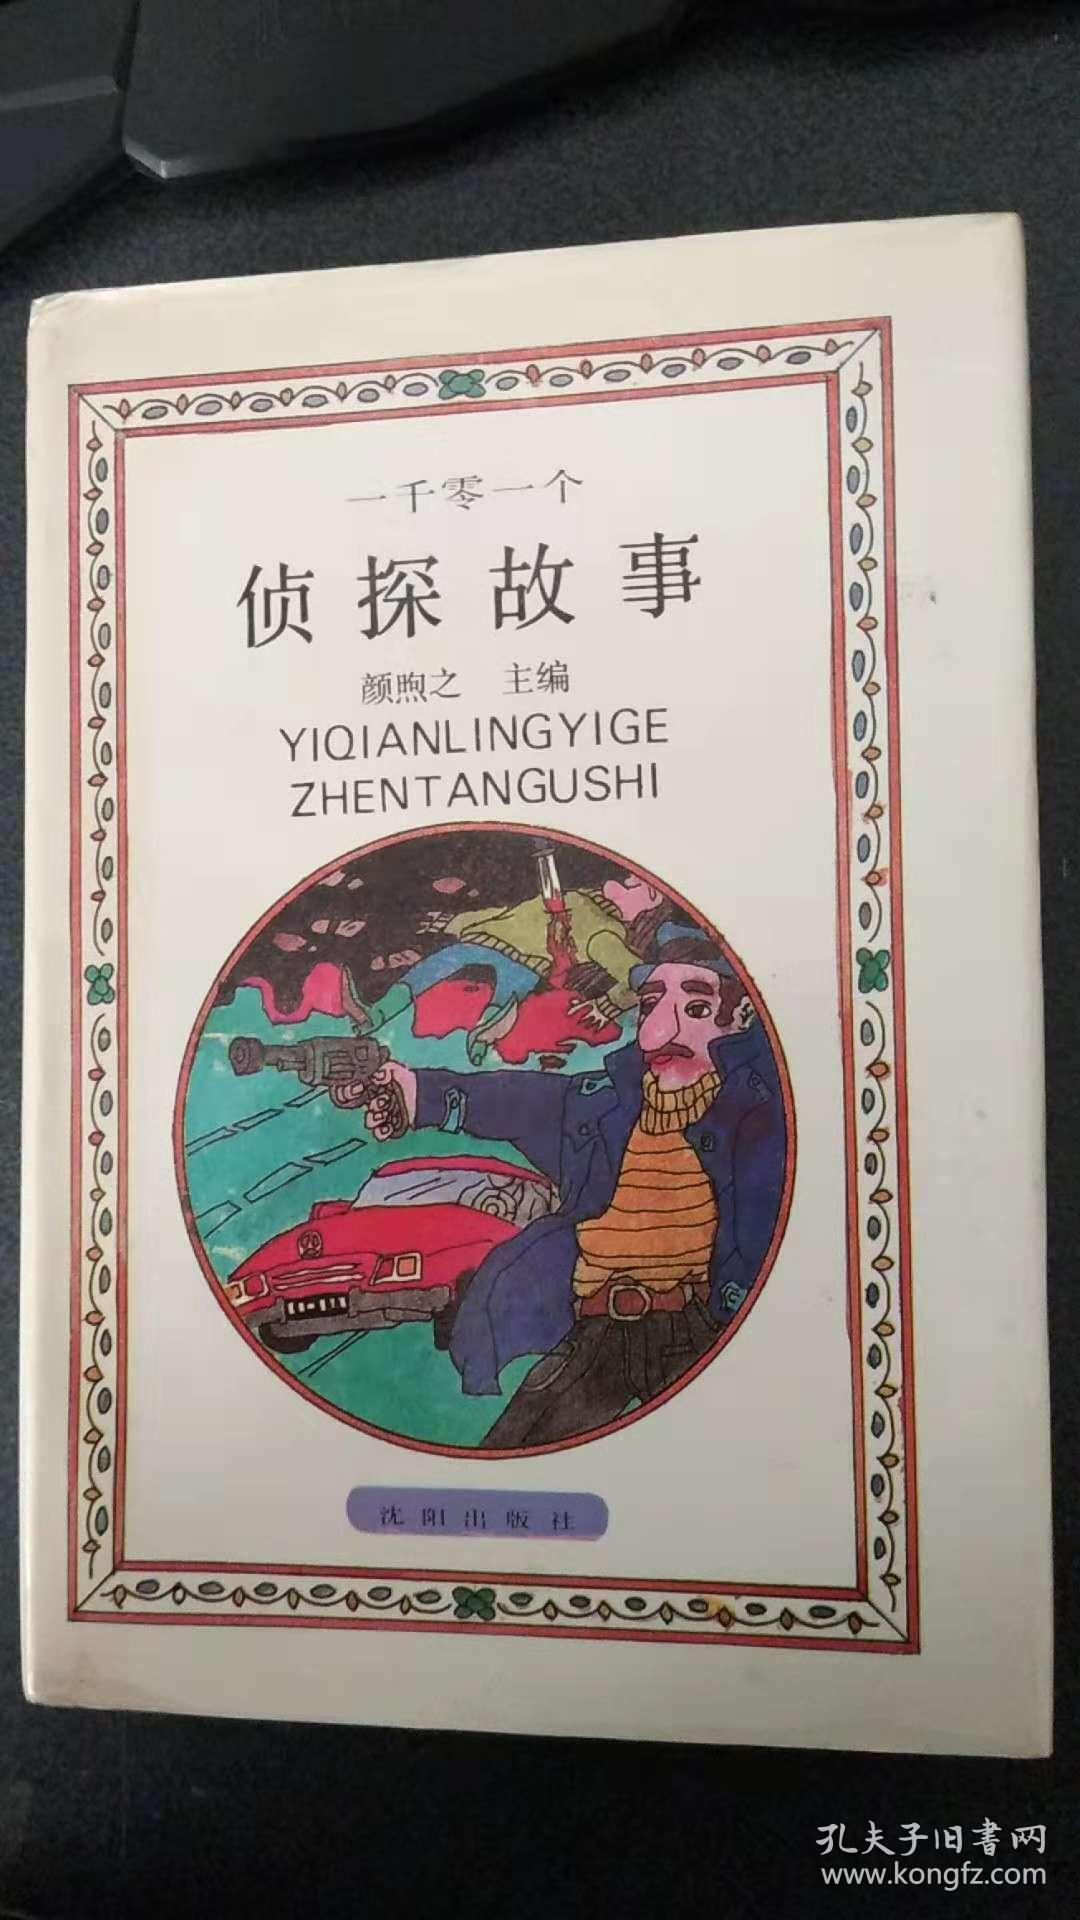 一千零一个
侦探故事
颜煦之 主编
YIQIANLINGYIGE
ZHENTANGUSHI
沈阳出版社
孔夫子旧书网
www.kongfz.com